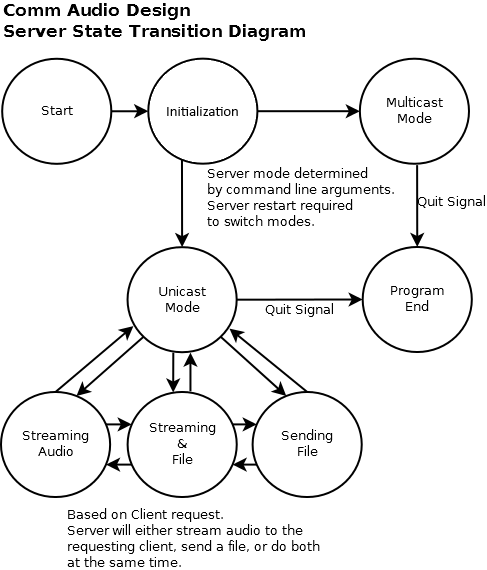 Comm Audio Design
Server State Transition Diagram
Start
Initialization
Multicast
Mode
Server mode determined
by command line arguments.
Server restart required
to switch modes.
Quit Signal
Unicast
Mode
Quit Signal
Program
End
Streaming
Audio
Streaming
&
File
Sending
File
Based on Client request.
Server will either stream audio to the
requesting client, send a file, or do both
at the same time.